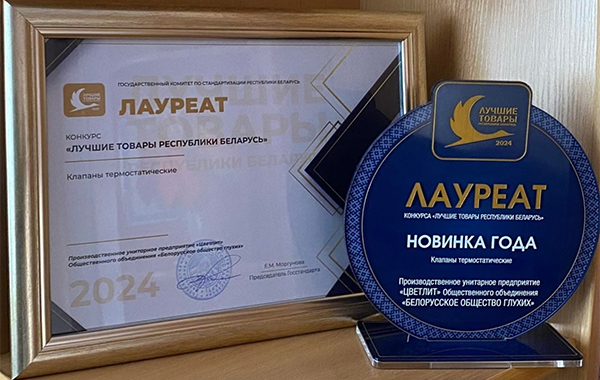 ГОСУДАРСТВЕННЫЙ КОМИТЕТ ПО СТАНДАРТИЗАЦИИ РЕСПУБЛИКИ БЕЛАРУСЬ
ЛАУРЕАТ
КОНКУРС
«ЛУЧШИЕ ТОВАРЫ РЕСПУБЛИКИ БЕЛАРУСЬ»
Клапаны термостатические
Производственное унитарное предприятие «Цветлит»
Общественного объединения «Белорусское общество глухих»
2024
Е.М. Моргунова
Председатель Госстандарта
ЛУЧШИЕ
ТОВАРЫ
РЕСПУБЛИКИ БЕЛАРУСЬ
2024
ЛАУРЕАТ
КОНКУРСА «ЛУЧШИЕ ТОВАРЫ РЕСПУБЛИКИ БЕЛАРУСЬ»
НОВИНКА ГОДА
Клапаны термостатические
Производственное унитарное предприятие
«ЦВЕТЛИТ» Общественного объединения
«БЕЛОРУССКОЕ ОБЩЕСТВО ГЛУХИХ»